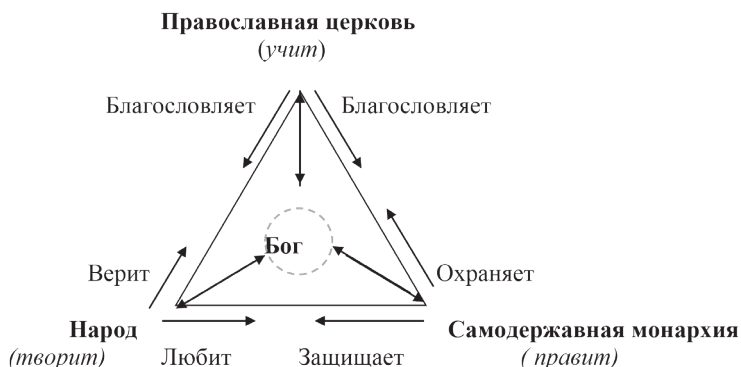 Православная церковь
(учит)
Благословляет Благословляет
Бог
Верит Охраняет
Народ Самодержавная монархия
(творит) Любит Защищает ( правит)